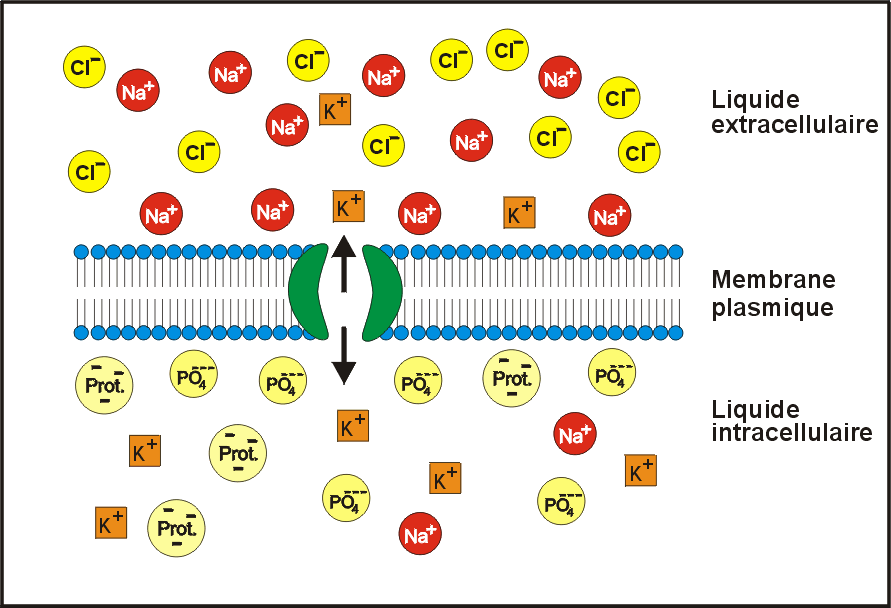 Cl⁻
Cl⁻
Cl⁻
Na⁺
Na⁺
Na⁺
Cl⁻
Na⁺
Na⁺
K⁺
Cl⁻
Liquide
extracellulaire
Na⁺
Cl⁻
Cl⁻
Na⁺
Cl⁻
Cl⁻
Cl⁻
Na⁺
Na⁺
K⁺
Na⁺
K⁺
Na⁺
Membrane
plasmique
Prot.
PO₄⁻⁻⁻
PO₄⁻⁻⁻
PO₄⁻⁻⁻
Prot.
PO₄⁻⁻⁻
Liquide
intracellulaire
K⁺
Na⁺
K⁺
Prot.
K⁺
K⁺
PO₄⁻⁻⁻
PO₄⁻⁻⁻
K⁺
Prot.
Na⁺